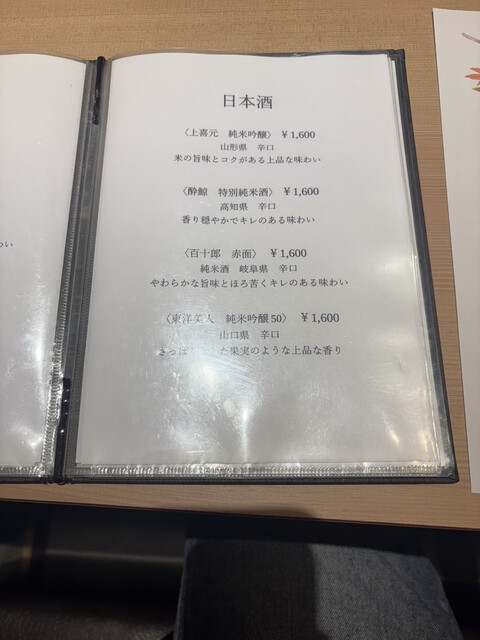 わい
日本酒
〈上喜元　純米吟醸〉 ¥1,600
山形県　辛口
米の旨味とコクがある上品な味わい
〈酔鯨　特別純米酒〉 ¥1,600
高知県　辛口
香り穏やかでキレのある味わい
〈百十郎　赤面〉 ¥1,600
純米酒　岐阜県　辛口
やわらかな旨味とほろ苦くキレのある味わい
〈東洋美人　純米吟醸50〉 ¥1,600
山口県　辛口
さっぱ た果実のような上品な香り